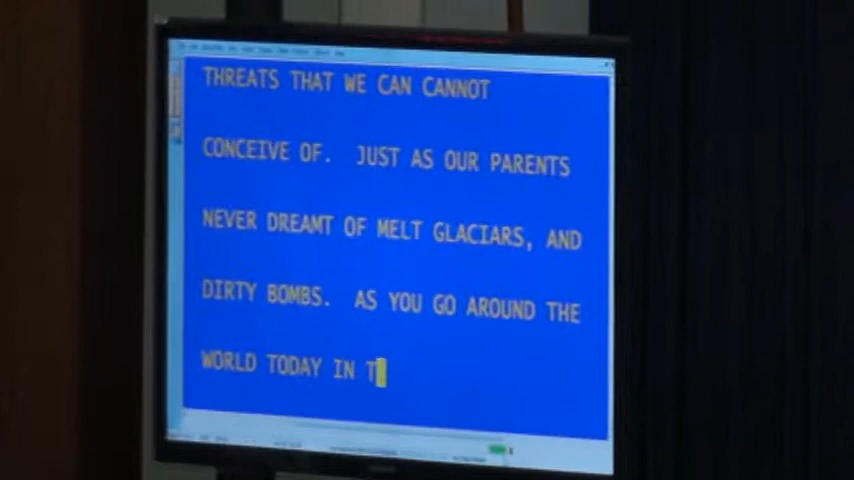 THREATS THAT WE CAN CANNOT
CONCEIVE OF. JUST AS OUR PARENTS
NEVER DREAMT OF MELT GLACIARS, AND
DIRTY BOMBS. AS YOU GO AROUND THE
WORLD TODAY IN T